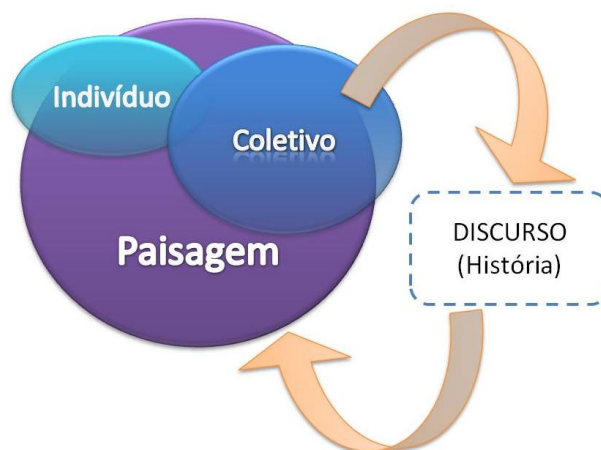 Indivíduo
Coletivo
Paisagem
DISCURSO
(História)